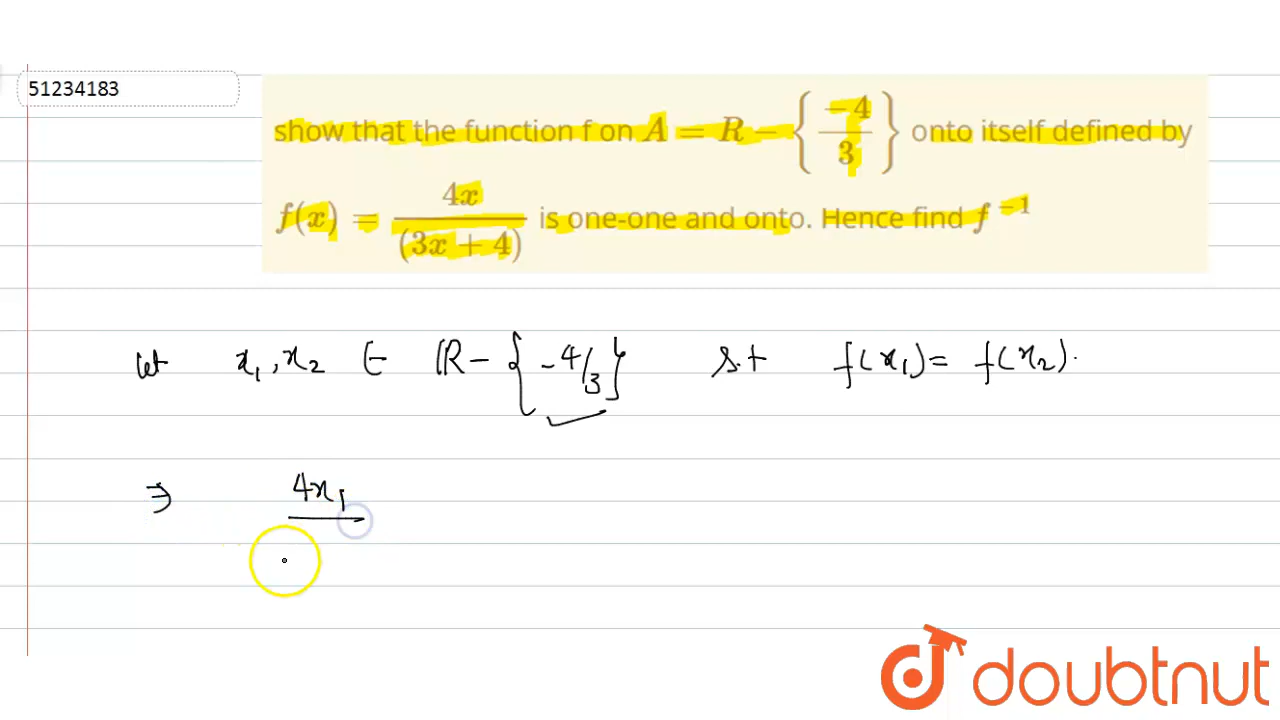 51234183
show that the function f on A = R − {−4/3} onto itself defined by
f(x) = 4x/(3x + 4) is one-one and onto. Hence find f⁻¹
let x₁, x₂ ∈ R − {−4/3} s.t f(x₁) = f(x₂).
⇒ 4x₁
doubtnut